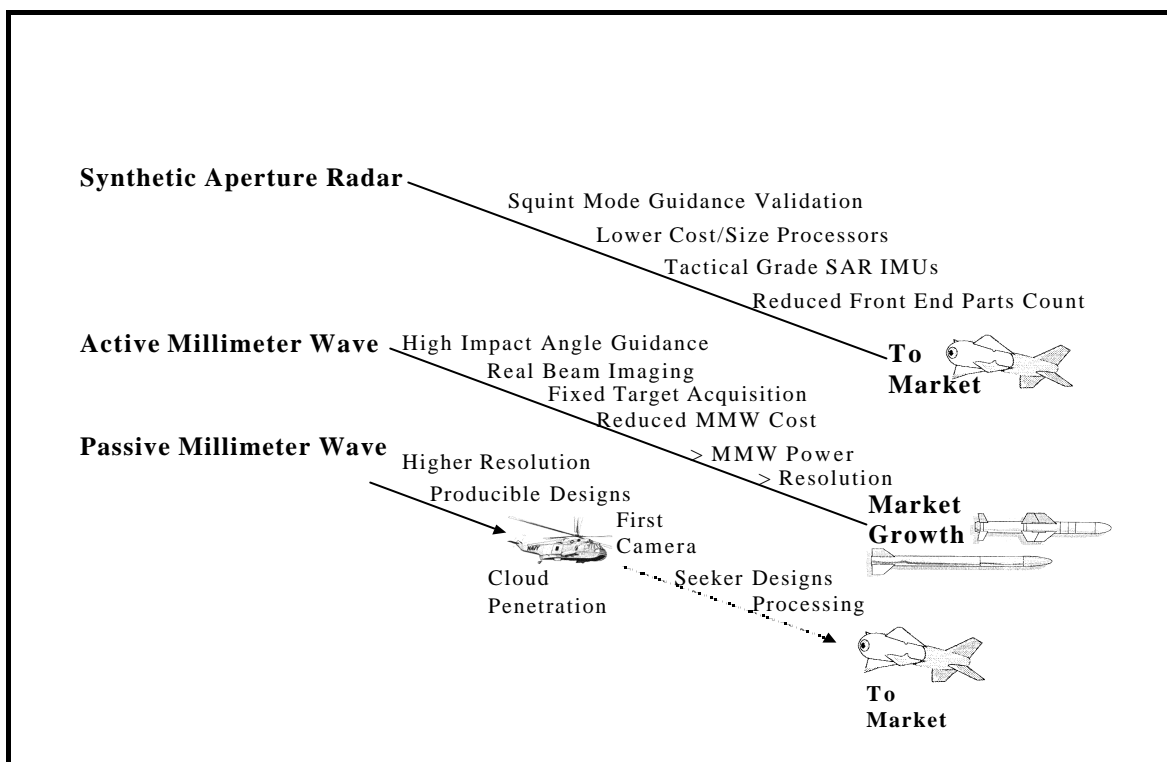 Synthetic Aperture Radar
Squint Mode Guidance Validation
Lower Cost/Size Processors
Tactical Grade SAR IMUs
Reduced Front End Parts Count
To
Market
Active Millimeter Wave
High Impact Angle Guidance
Real Beam Imaging
Fixed Target Acquisition
Reduced MMW Cost
> MMW Power
> Resolution
Market
Growth
Passive Millimeter Wave
Higher Resolution
Producible Designs
First
Camera
NAVY
Cloud
Penetration
Seeker Designs
Processing
To
Market